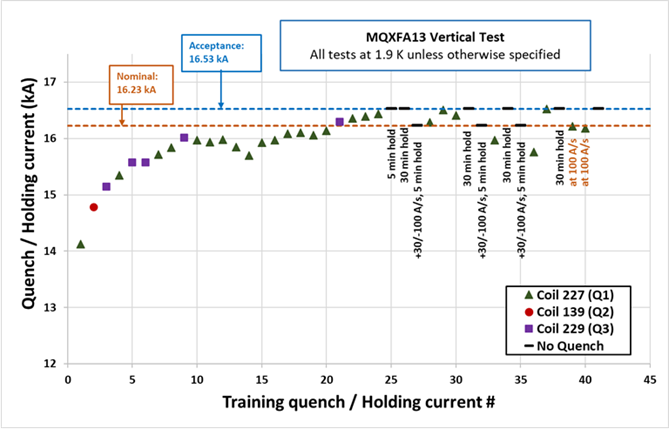 MQXFA13 Vertical Test
All tests at 1.9 K unless otherwise specified
Acceptance:
16.53 kA
Nominal:
16.23 kA
Quench / Holding current (kA)
17
16
15
14
13
12
5 min hold
30 min hold
+30/-100 A/s, 5 min hold
30 min hold
+30/-100 A/s, 5 min hold
30 min hold
+30/-100 A/s, 5 min hold
30 min hold
at 100 A/s
at 100 A/s
Coil 227 (Q1)
Coil 139 (Q2)
Coil 229 (Q3)
No Quench
0 5 10 15 20 25 30 35 40 45
Training quench / Holding current #